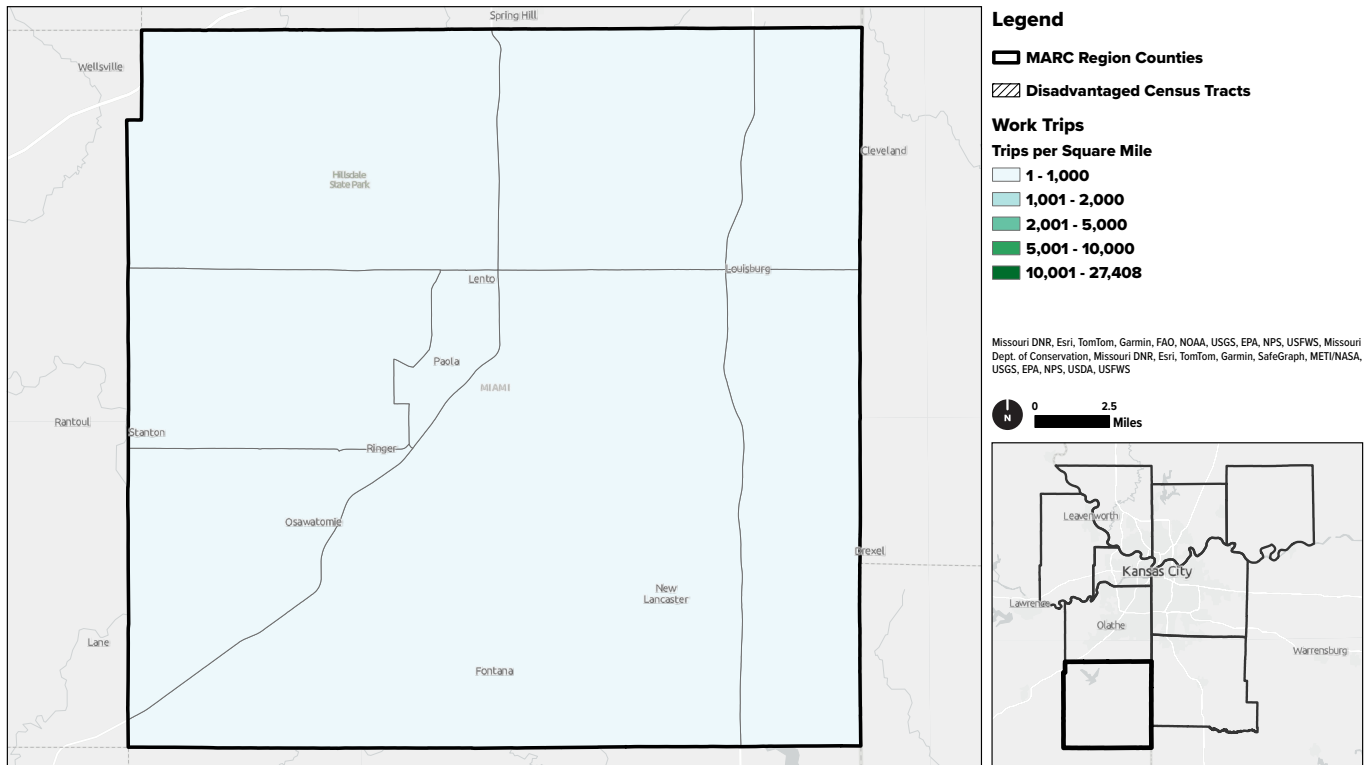 Spring Hill
Wellsville
Cleveland
Hillsdale
State Park
Louisburg
Lento
Paola
MIAMI
Rantoul
Stanton
Ringer
Osawatomie
Drexel
New
Lancaster
Lane
Fontana
Legend
MARC Region Counties
Disadvantaged Census Tracts
Work Trips
Trips per Square Mile
1 - 1,000
1,001 - 2,000
2,001 - 5,000
5,001 - 10,000
10,001 - 27,408
Missouri DNR, Esri, TomTom, Garmin, FAO, NOAA, USGS, EPA, NPS, USFWS, Missouri
Dept. of Conservation, Missouri DNR, Esri, TomTom, Garmin, SafeGraph, METI/NASA,
USGS, EPA, NPS, USDA, USFWS
N
0 2.5
Miles
Leavenworth
Kansas City
Lawrence
Olathe
Warrensburg